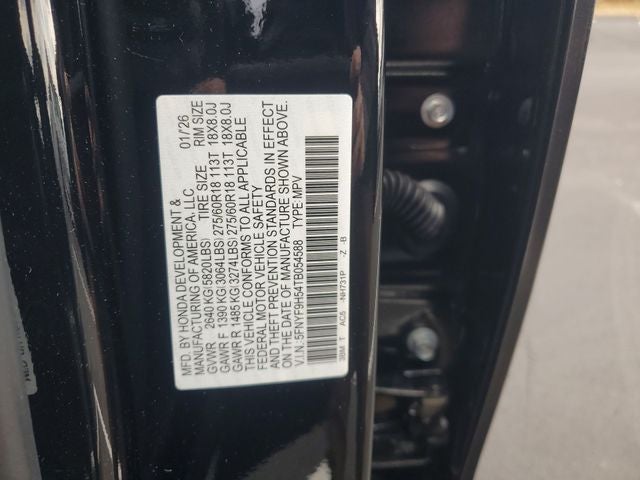 MFD. BY HONDA DEVELOPMENT & 01/26
MANUFACTURING OF AMERICA, LLC
TIRE SIZE RIM SIZE
GVWR 2640 KG(5820LBS)
GAWR F 1390 KG(3064LBS) 275/60R18 113T 18X8.0J
GAWR R 1485 KG(3274LBS) 275/60R18 113T 18X8.0J
THIS VEHICLE CONFORMS TO ALL APPLICABLE
FEDERAL MOTOR VEHICLE SAFETY
AND THEFT PREVENTION STANDARDS IN EFFECT
ON THE DATE OF MANUFACTURE SHOWN ABOVE.
V.I.N: 5FNYF9H54TB054588 TYPE: MPV
3BM T AC5 -NH731P -Z -B